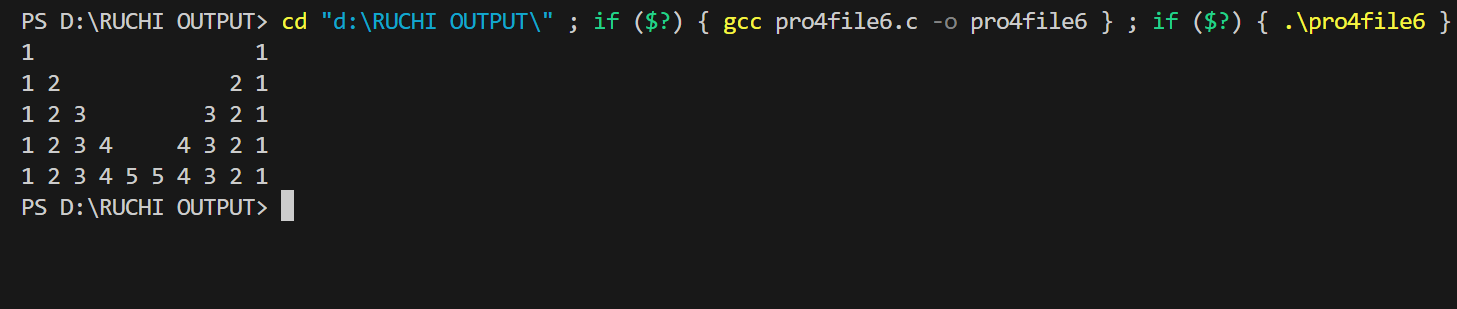 PS D:\RUCHI OUTPUT> cd "d:\RUCHI OUTPUT\" ; if ($?) { gcc pro4file6.c -o pro4file6 } ; if ($?) { .\pro4file6 }
1                 1
1 2             2 1
1 2 3         3 2 1
1 2 3 4     4 3 2 1
1 2 3 4 5 5 4 3 2 1
PS D:\RUCHI OUTPUT>